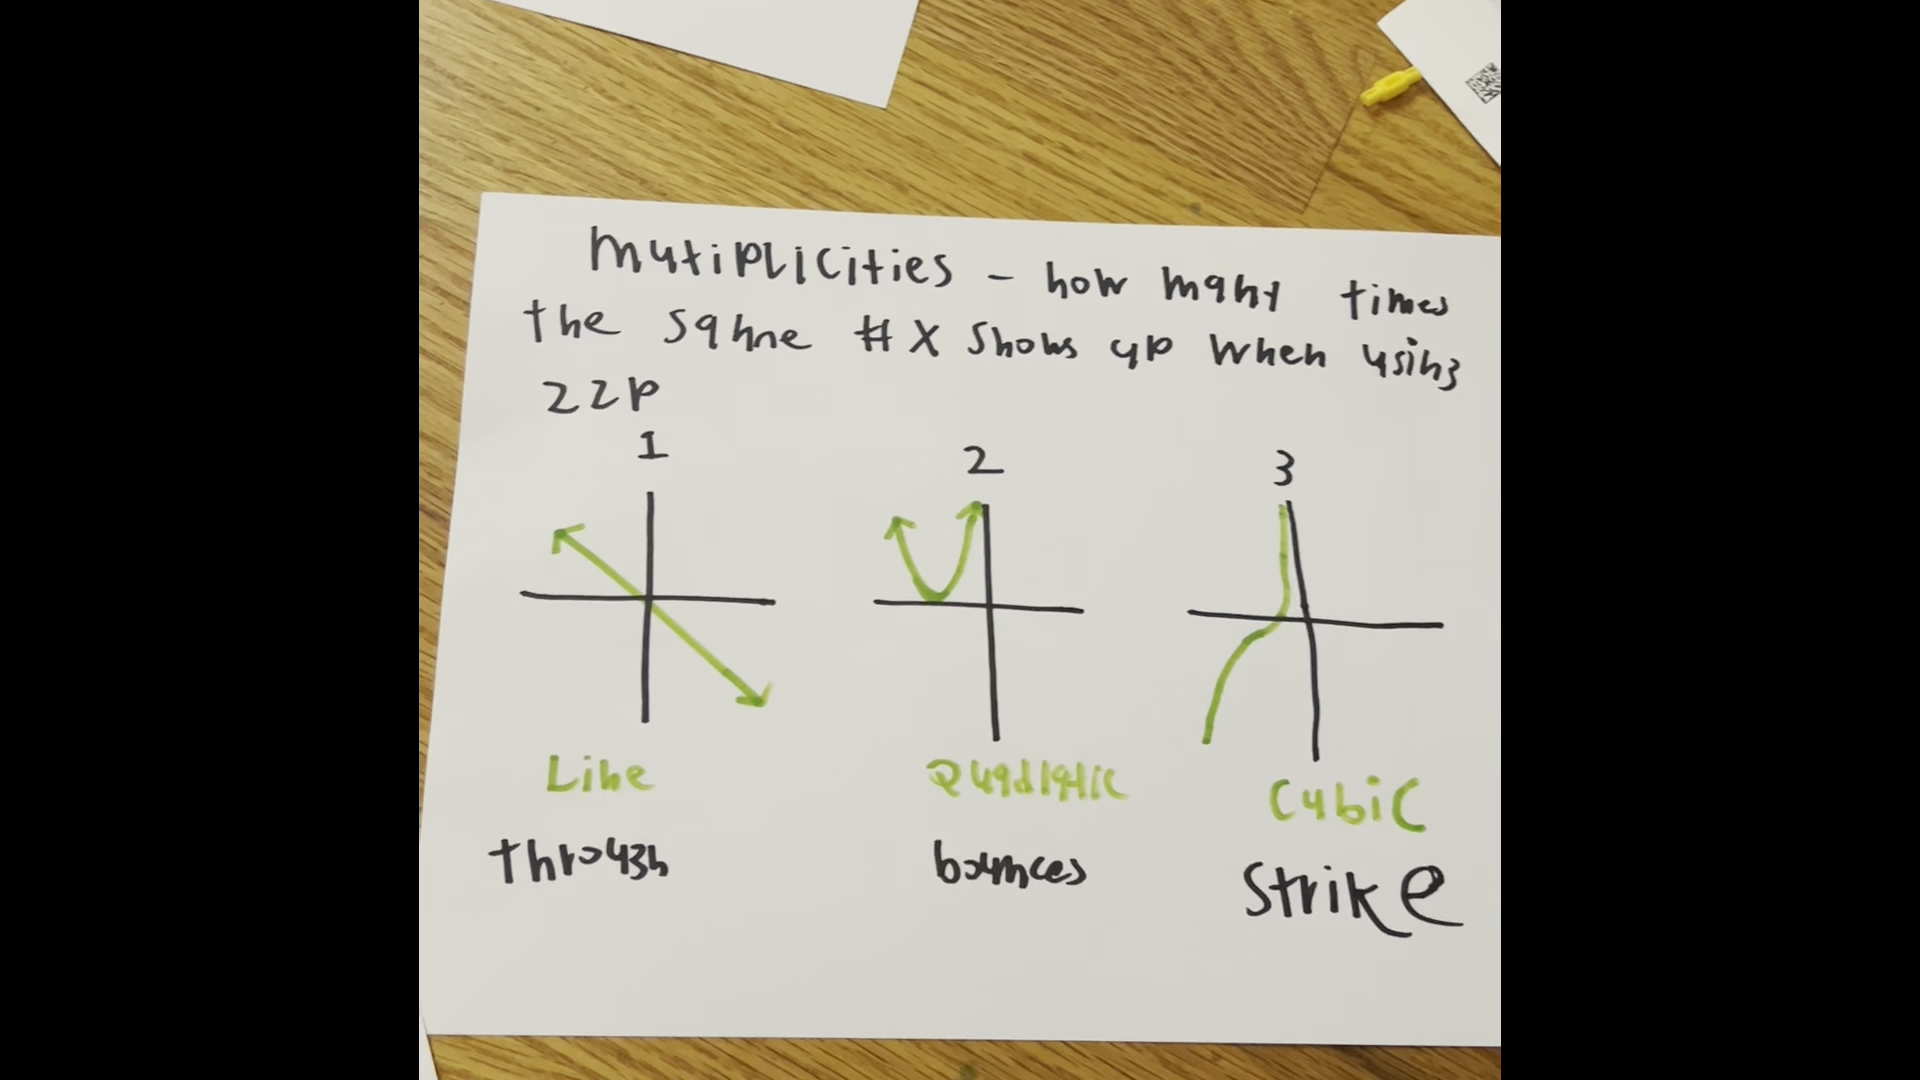 Mutiplicities - how many times
the same # X shows up when using
ZZP
1 2 3
Line Quadratic Cubic
through bounces Strike